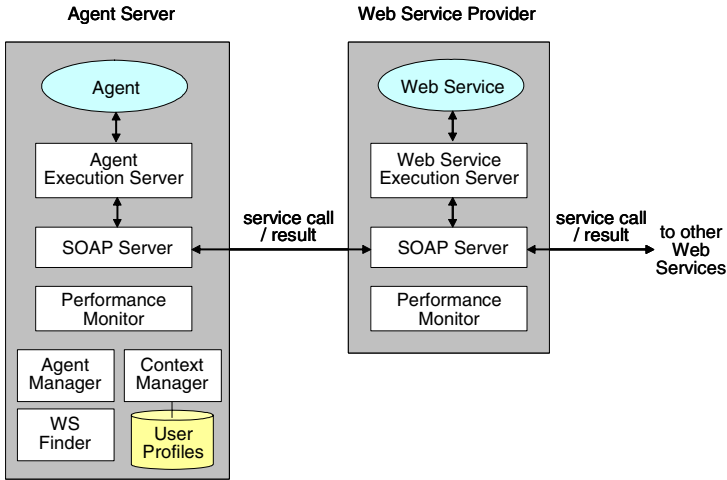 Agent Server
Agent
Agent
Execution Server
SOAP Server
Performance
Monitor
Agent
Manager
Context
Manager
WS
Finder
User
Profiles
service call
/ result
Web Service Provider
Web Service
Web Service
Execution Server
SOAP Server
Performance
Monitor
service call
/ result
to other
Web
Services